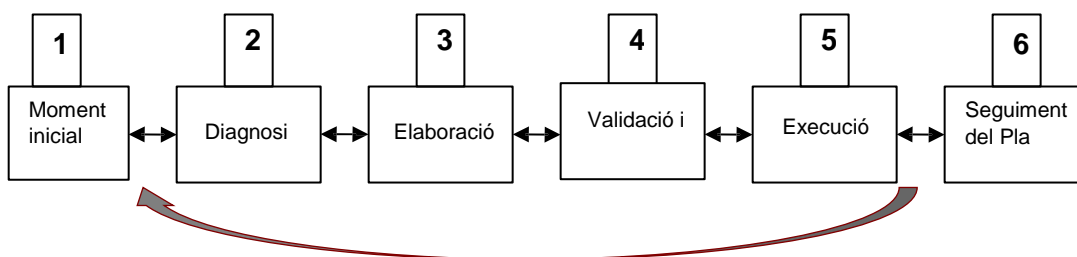 1
2
3
4
5
6
Moment
inicial
Diagnosi
Elaboració
Validació i
Execució
Seguiment
del Pla